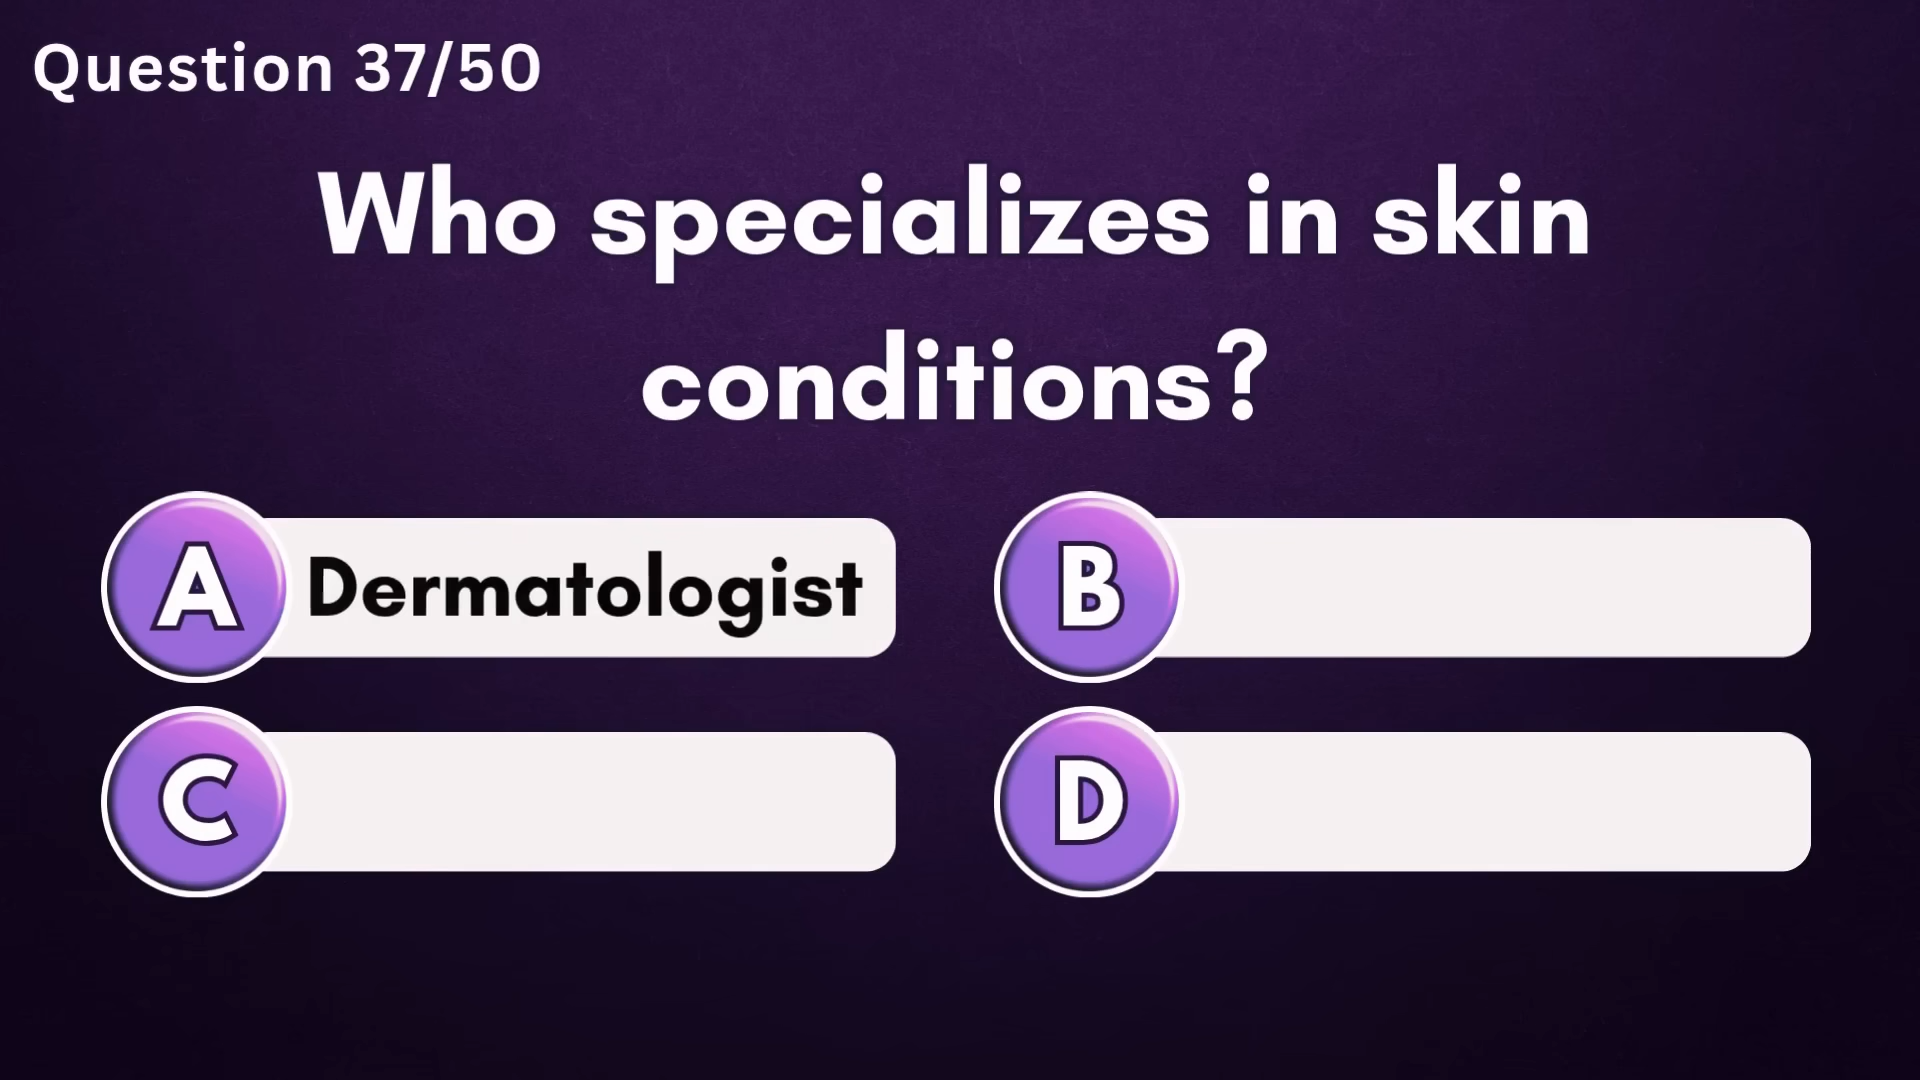 Question 37/50
Who specializes in skin
conditions?
A Dermatologist
B
C
D